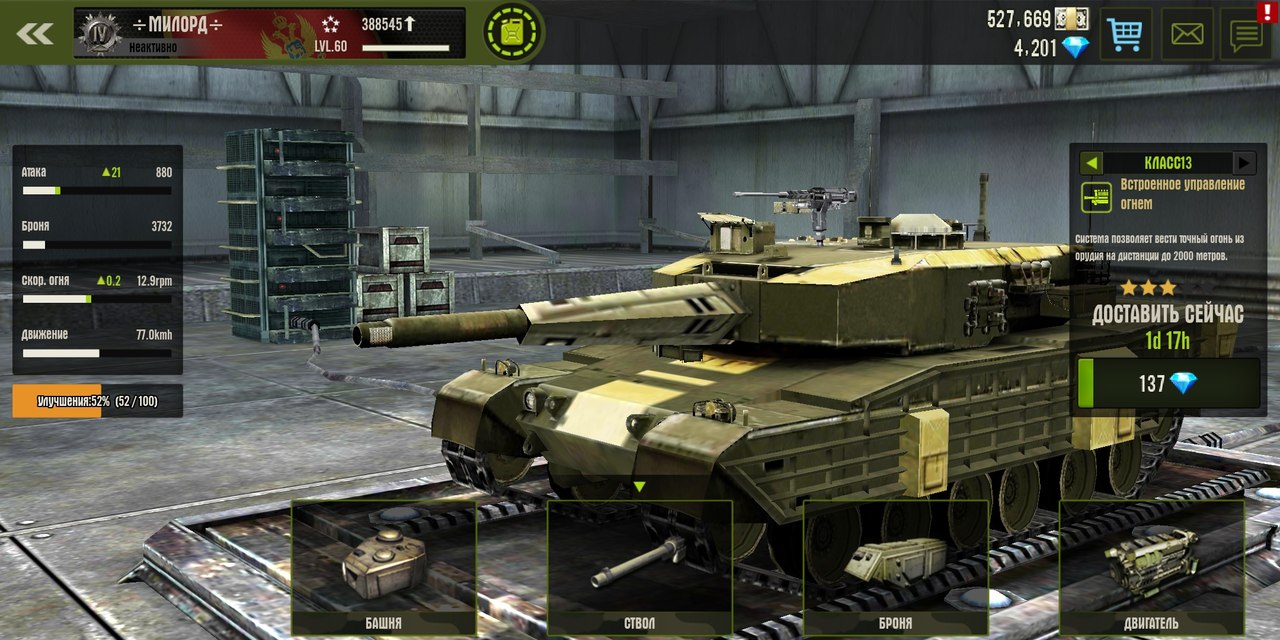 IV
÷МИЛОРД÷
Неактивно
LVL.60
388545
527,669
4,201
!
Атака 21 880
Броня 3732
Скор. огня 0.2 12.9rpm
Движение 77.0kmh
Улучшения:52% (52 / 100)
КЛАСС13
Встроенное управление
огнем
Система позволяет вести точный огонь из
орудия на дистанции до 2000 метров.
ДОСТАВИТЬ СЕЙЧАС
1d 17h
137
БАШНЯ
СТВОЛ
БРОНЯ
ДВИГАТЕЛЬ